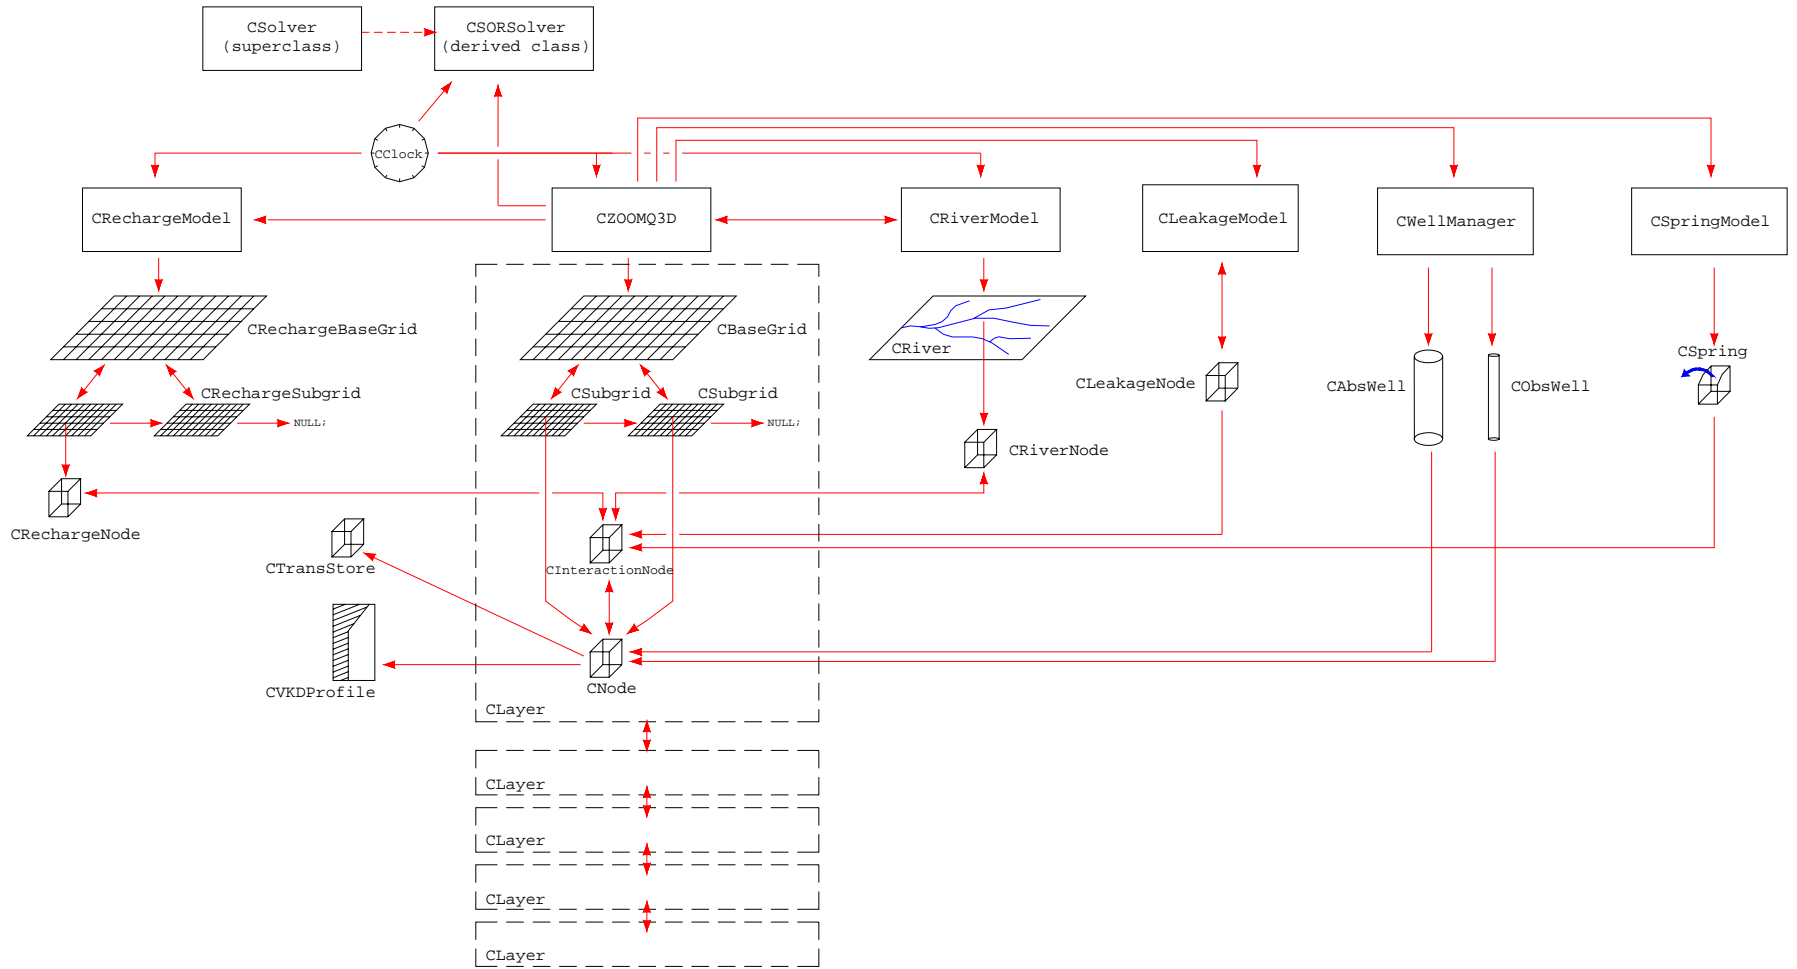 CSolver
(superclass)
CSORSolver
(derived class)
CClock
CRechargeModel
CZOOMQ3D
CRiverModel
CLeakageModel
CWellManager
CSpringModel
CRechargeBaseGrid
CBaseGrid
CRiver
CSpring
CRechargeSubgrid
CSubgrid
CSubgrid
CLeakageNode
CAbsWell
CObsWell
NULL;
NULL;
CRiverNode
CRechargeNode
CTransStore
CInteractionNode
CVKDProfile
CNode
CLayer
CLayer
CLayer
CLayer
CLayer